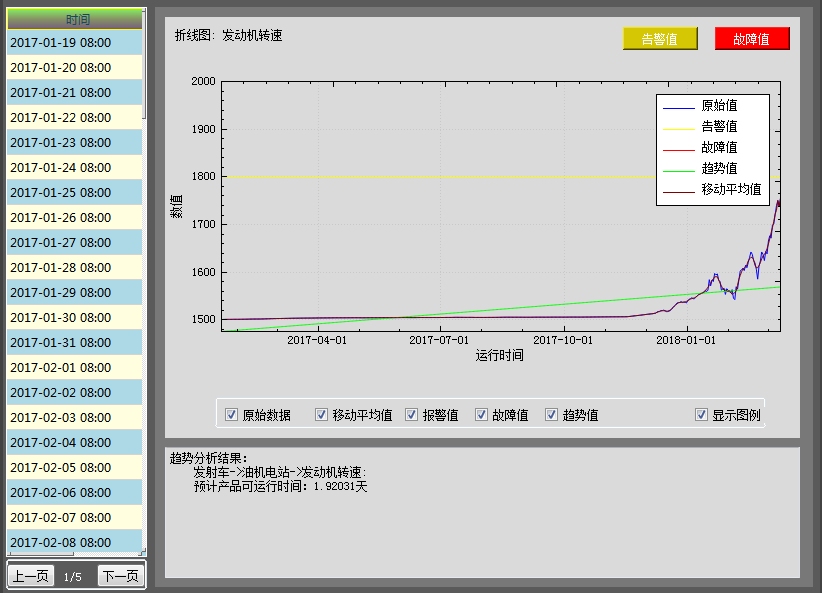 时间
2017-01-19 08:00
2017-01-20 08:00
2017-01-21 08:00
2017-01-22 08:00
2017-01-23 08:00
2017-01-24 08:00
2017-01-25 08:00
2017-01-26 08:00
2017-01-27 08:00
2017-01-28 08:00
2017-01-29 08:00
2017-01-30 08:00
2017-01-31 08:00
2017-02-01 08:00
2017-02-02 08:00
2017-02-03 08:00
2017-02-04 08:00
2017-02-05 08:00
2017-02-06 08:00
2017-02-07 08:00
2017-02-08 08:00
上一页 1/5 下一页
折线图: 发动机转速
告警值 故障值
2000
1900
1800
1700
1600
1500
数值
原始值
告警值
故障值
趋势值
移动平均值
2017-04-01 2017-07-01 2017-10-01 2018-01-01
运行时间
原始数据 移动平均值 报警值 故障值 趋势值 显示图例
趋势分析结果:
发射车->油机电站->发动机转速:
预计产品可运行时间: 1.92031天